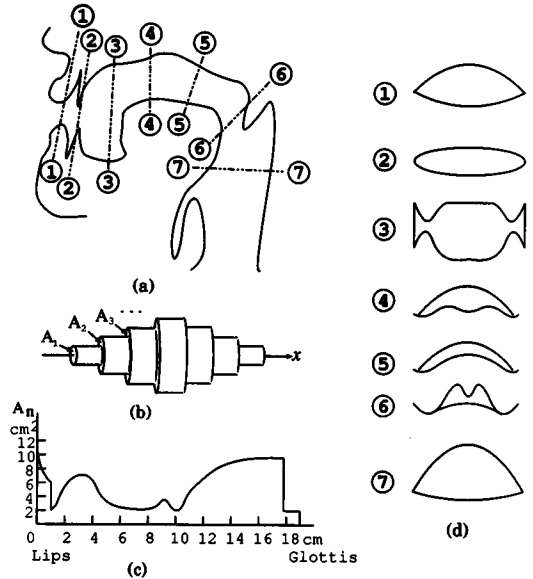 ① ② ③ ④ ⑤ ⑥
④ ⑤ ⑥ ⑦ ⑦
① ② ③
(a)
A₁ A₂ A₃ ...
x
(b)
An
cm²
12
10
8
6
4
2
0 2 4 6 8 10 12 14 16 18 cm
Lips Glottis
(c)
①
②
③
④
⑤
⑥
⑦
(d)